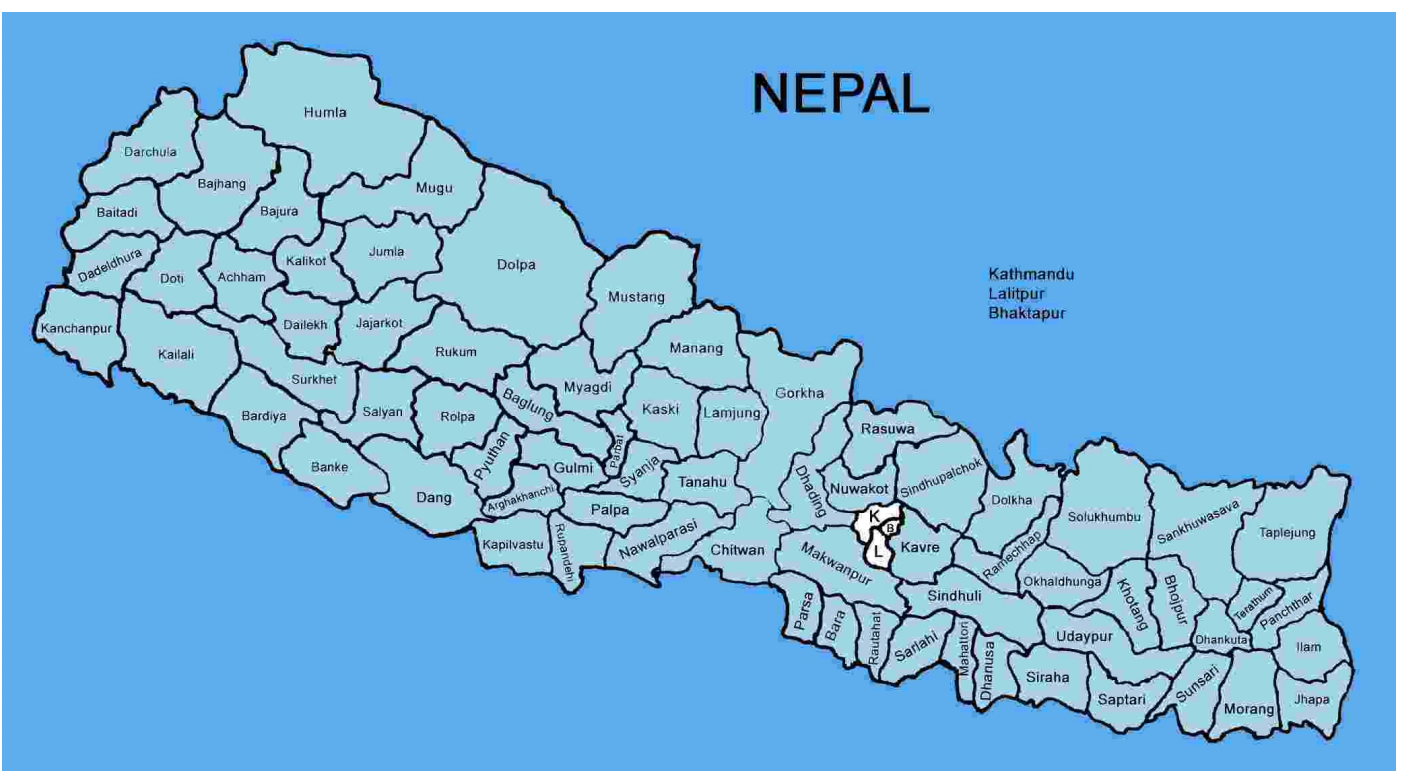 NEPAL
Humla
Darchula
Bajhang
Mugu
Baitadi
Bajura
Dadeldhura
Doti
Achham
Kalikot
Jumla
Dolpa
Mustang
Kathmandu
Lalitpur
Bhaktapur
Kanchanpur
Kailali
Dailekh
Jajarkot
Rukum
Manang
Surkhet
Myagdi
Gorkha
Bardiya
Salyan
Rolpa
Baglung
Kaski
Lamjung
Rasuwa
Banke
Dang
Pyuthan
Gulmi
Parbat
Syanja
Tanahu
Dhading
Nuwakot
Sindhupalchok
Dolkha
Solukhumbu
Sankhuwasava
Taplejung
Arghakhanchi
Palpa
K
B
L
Kavre
Ramechhap
Kapilvastu
Rupandehi
Nawalparasi
Chitwan
Makwanpur
Sindhuli
Okhaldhunga
Khotang
Bhojpur
Terathum
Panchthar
Parsa
Bara
Rautahat
Sarlahi
Mahattori
Dhanusa
Udaypur
Dhankuta
Ilam
Siraha
Saptari
Sunsari
Morang
Jhapa